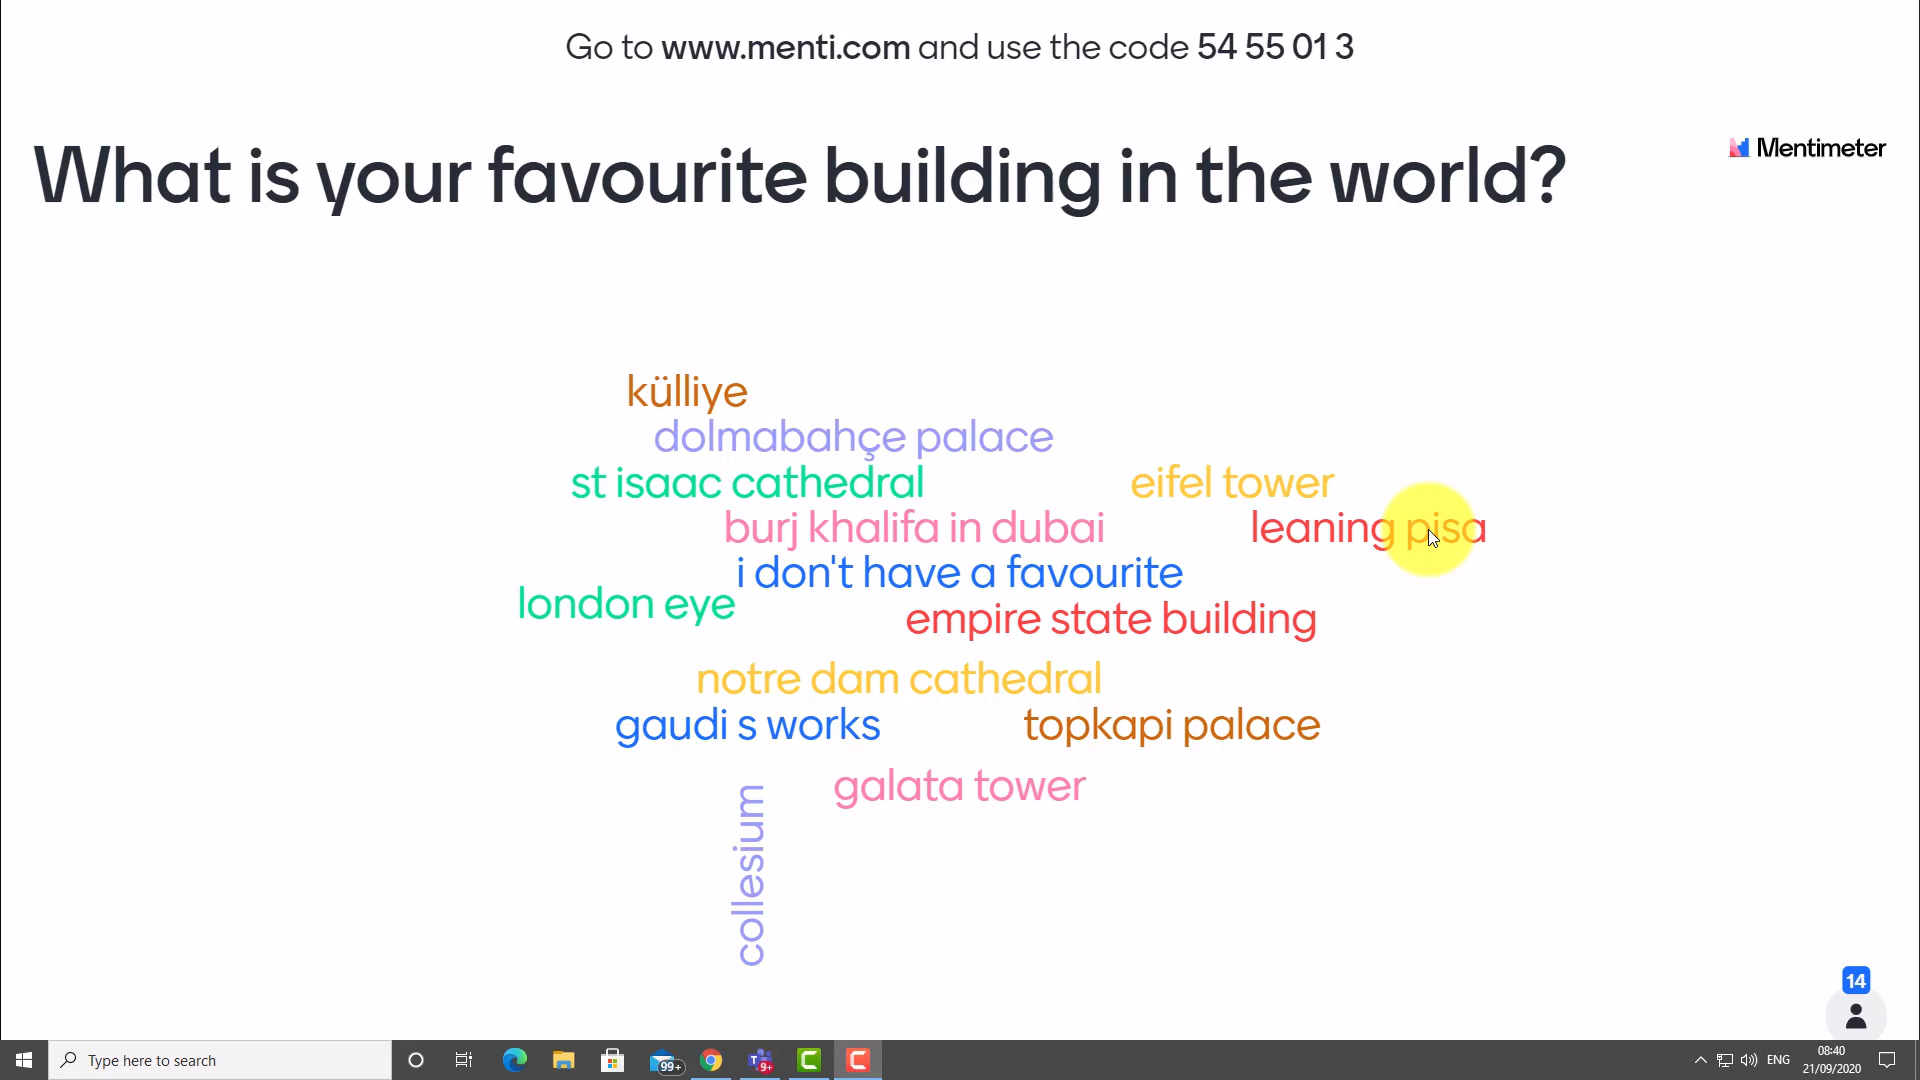 Go to www.menti.com and use the code 54 55 01 3
Mentimeter
What is your favourite building in the world?
külliye
dolmabahçe palace
st isaac cathedral
eifel tower
burj khalifa in dubai
leaning pisa
i don't have a favourite
london eye
empire state building
notre dam cathedral
gaudi s works
topkapi palace
galata tower
collesium
14
Type here to search
99+
T
9+
ENG
08:40
21/09/2020